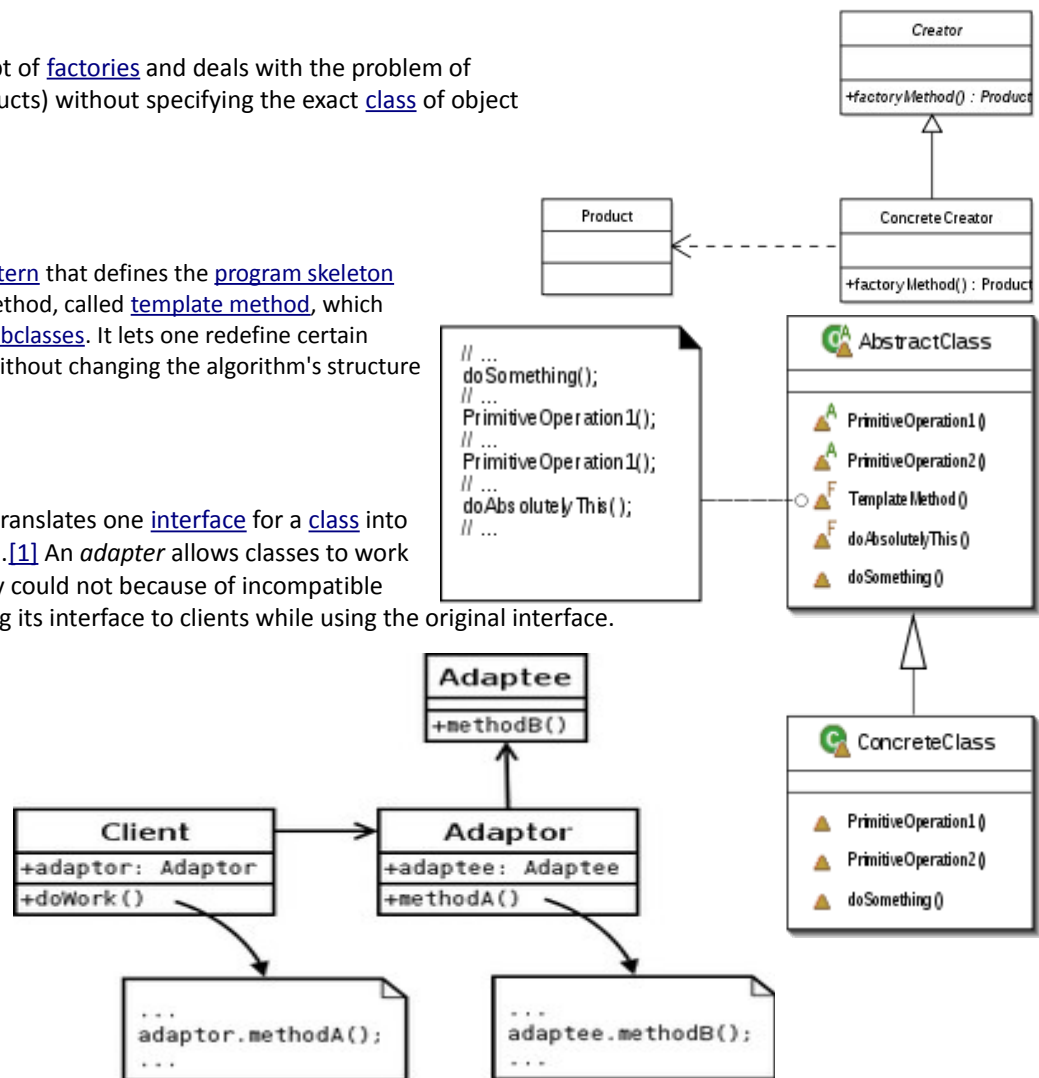 Creator
+factoryMethod() : Product
ot of factories and deals with the problem of
ucts) without specifying the exact class of object
Product
ConcreteCreator
+factoryMethod() : Product
tern that defines the program skeleton
ethod, called template method, which
bclasses. It lets one redefine certain
ithout changing the algorithm's structure
// ...
doSomething();
// ...
PrimitiveOperation1();
// ...
PrimitiveOperation1();
// ...
doAbsolutelyThis();
// ...
AbstractClass
PrimitiveOperation1()
PrimitiveOperation2()
TemplateMethod()
doAbsolutelyThis()
doSomething()
ranslates one interface for a class into
.[1] An adapter allows classes to work
y could not because of incompatible
g its interface to clients while using the original interface.
Adaptee
+methodB()
ConcreteClass
PrimitiveOperation1()
PrimitiveOperation2()
doSomething()
Client
+adaptor: Adaptor
+doWork()
Adaptor
+adaptee: Adaptee
+methodA()
...
adaptor.methodA();
...
...
adaptee.methodB();
...